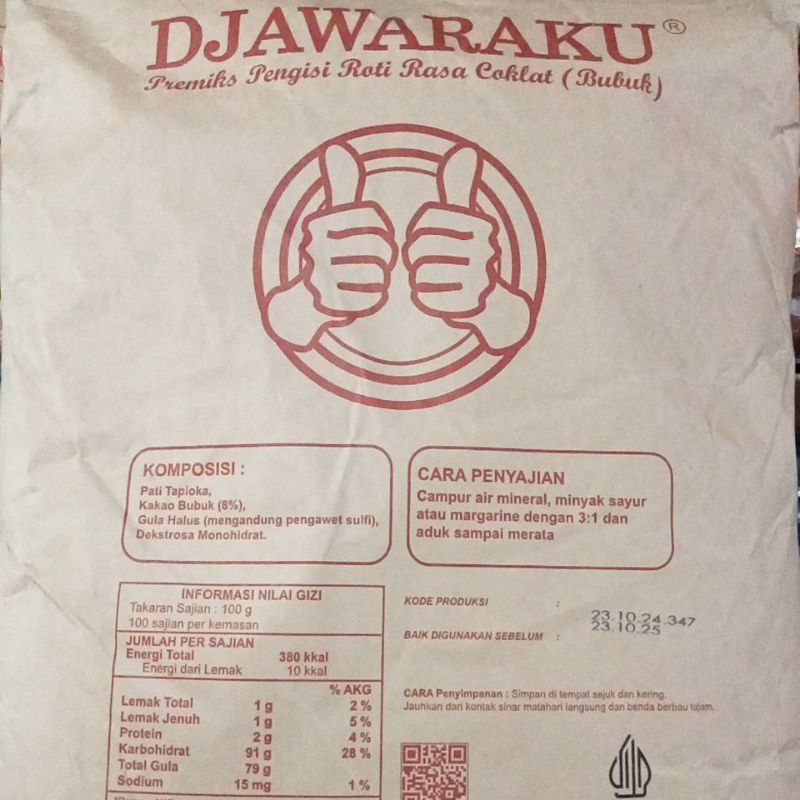 DJAWARAKU®
Premiks Pengisi Roti Rasa Coklat (Bubuk)
KOMPOSISI :
Pati Tapioka,
Kakao Bubuk (8%),
Gula Halus (mengandung pengawet sulfi),
Dekstrosa Monohidrat.
CARA PENYAJIAN
Campur air mineral, minyak sayur
atau margarine dengan 3:1 dan
aduk sampai merata
INFORMASI NILAI GIZI
Takaran Sajian : 100 g
100 sajian per kemasan
JUMLAH PER SAJIAN
Energi Total 380 kkal
Energi dari Lemak 10 kkal
% AKG
Lemak Total 1 g 2 %
Lemak Jenuh 1 g 5 %
Protein 2 g 4 %
Karbohidrat 91 g 28 %
Total Gula 79 g
Sodium 15 mg 1 %
KODE PRODUKSI : 23.10.24.347
BAIK DIGUNAKAN SEBELUM : 23.10.25
CARA Penyimpanan : Simpan di tempat sejuk dan kering.
Jauhkan dari kontak sinar matahari langsung dan benda berbau tajam.